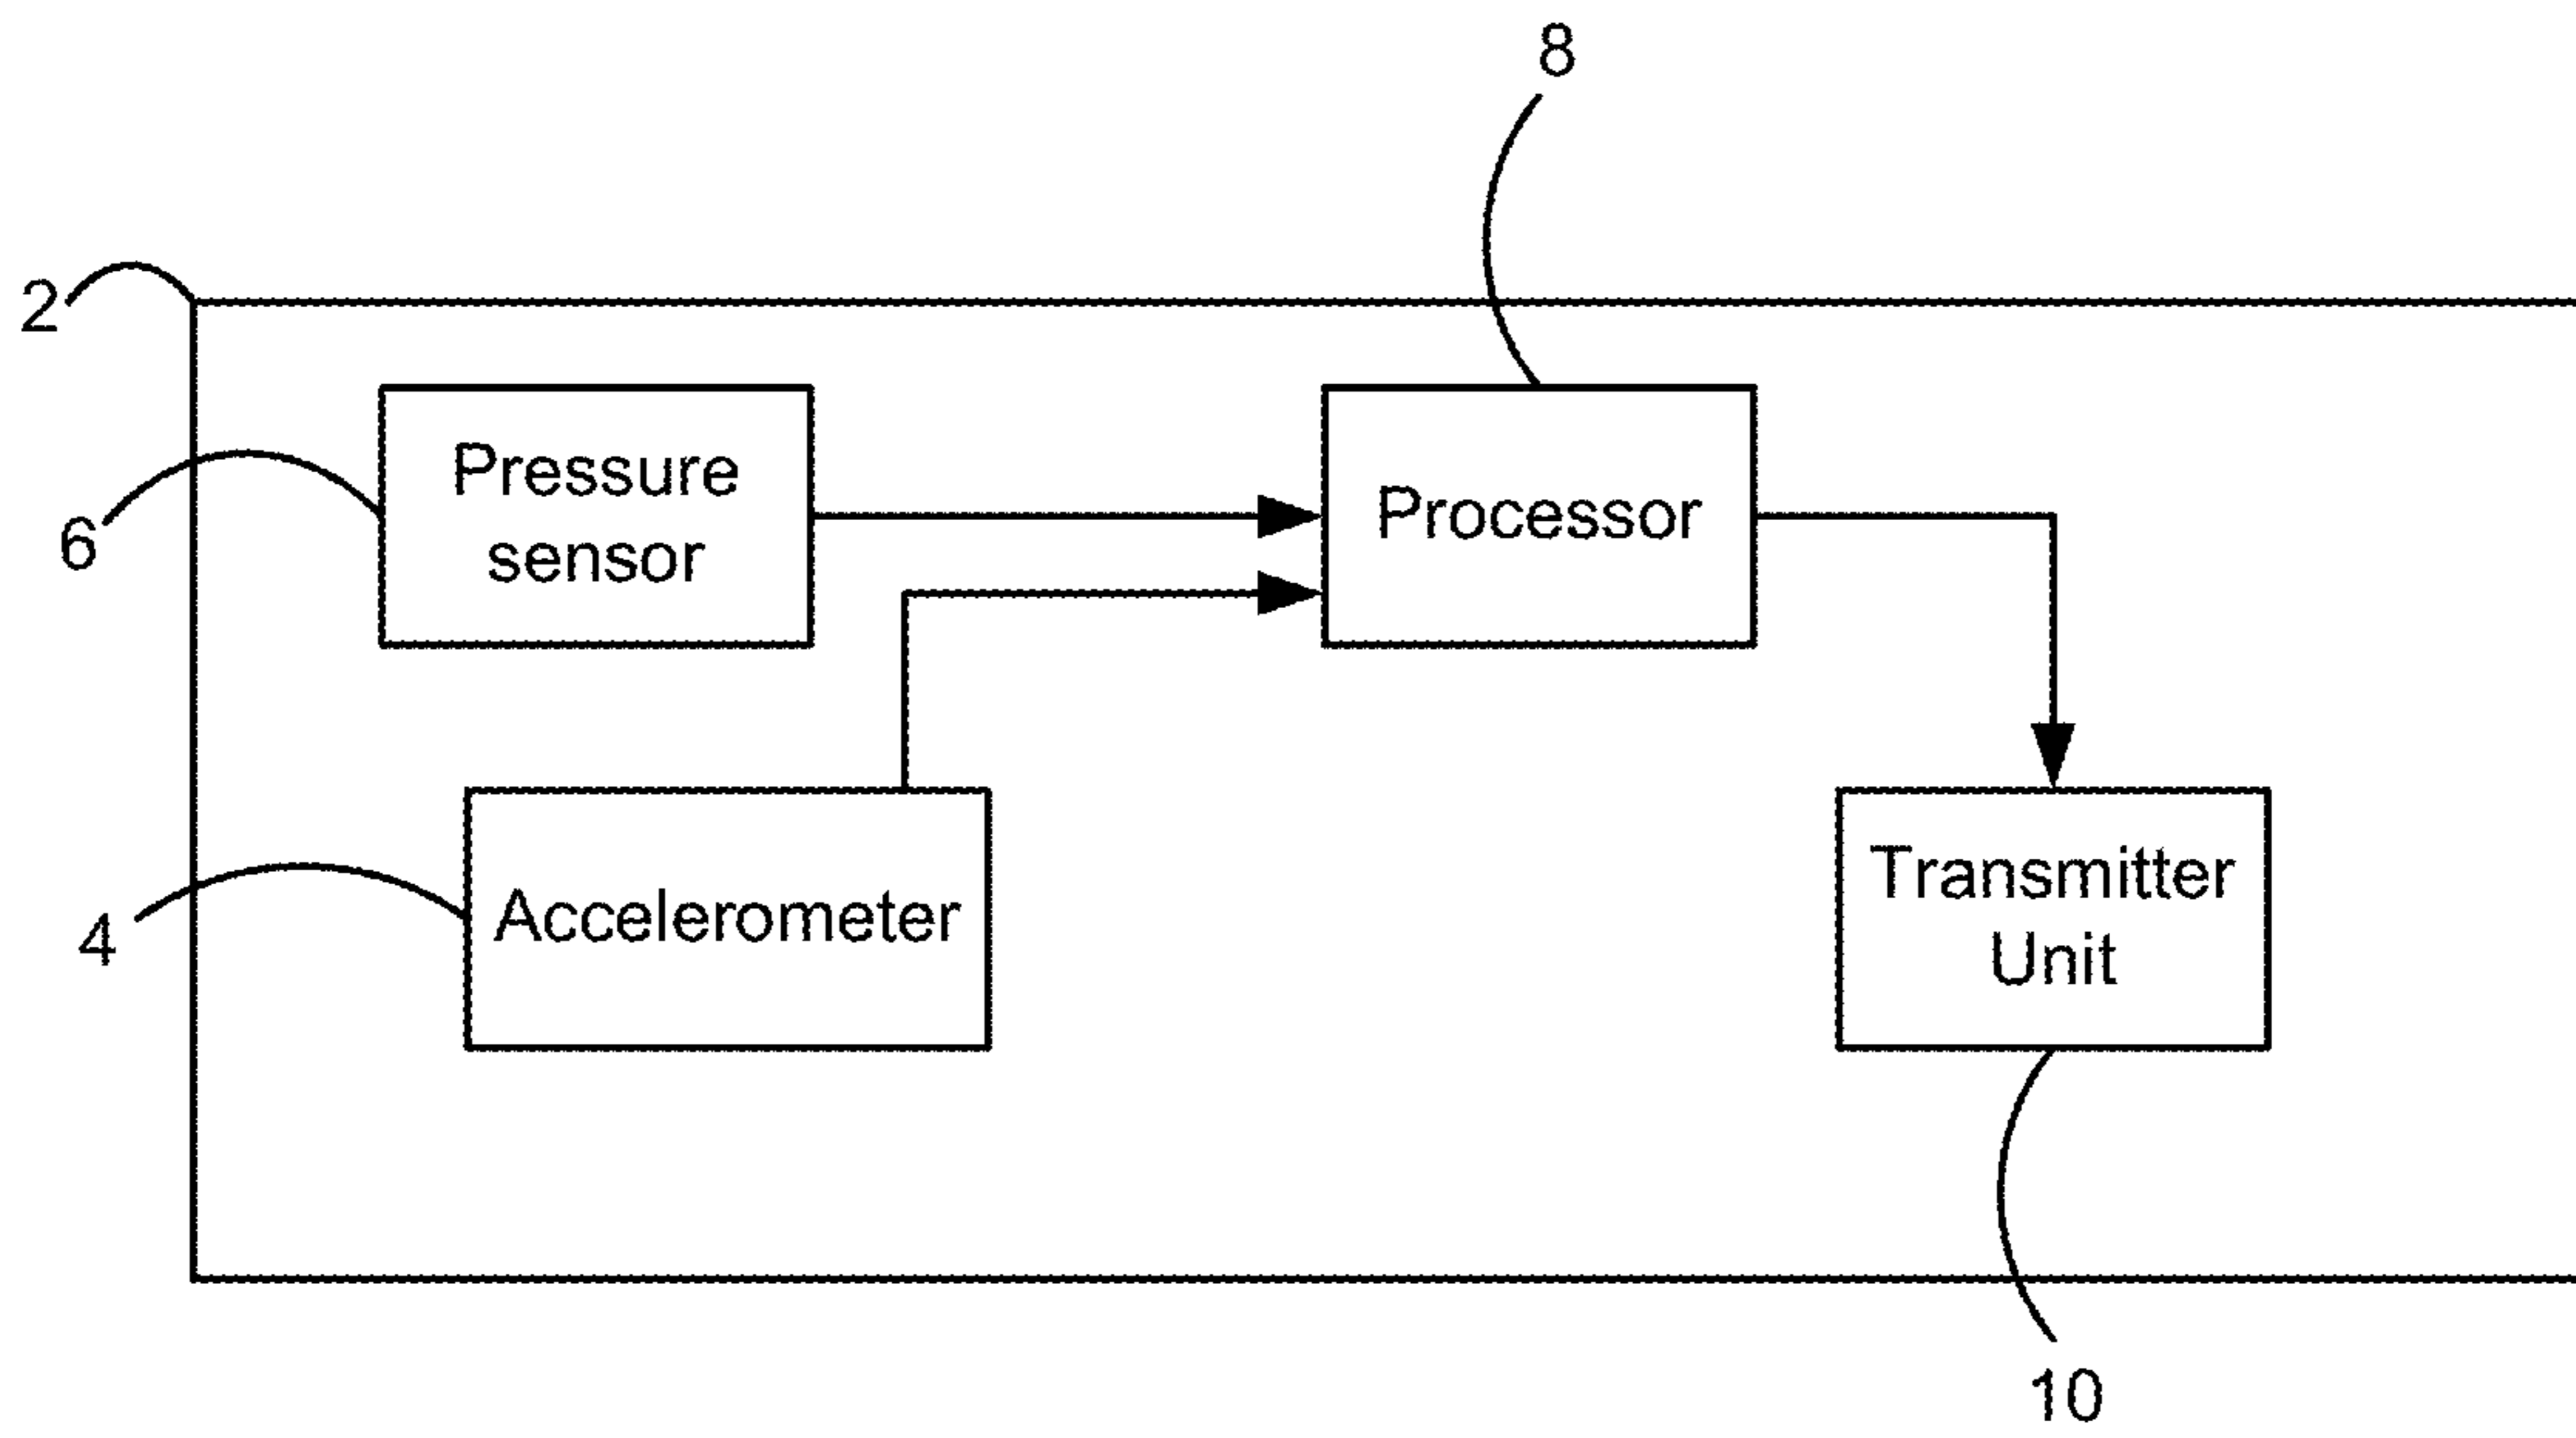 8
2
Pressure
sensor
Processor
6
Accelerometer
4
Transmitter
Unit
10